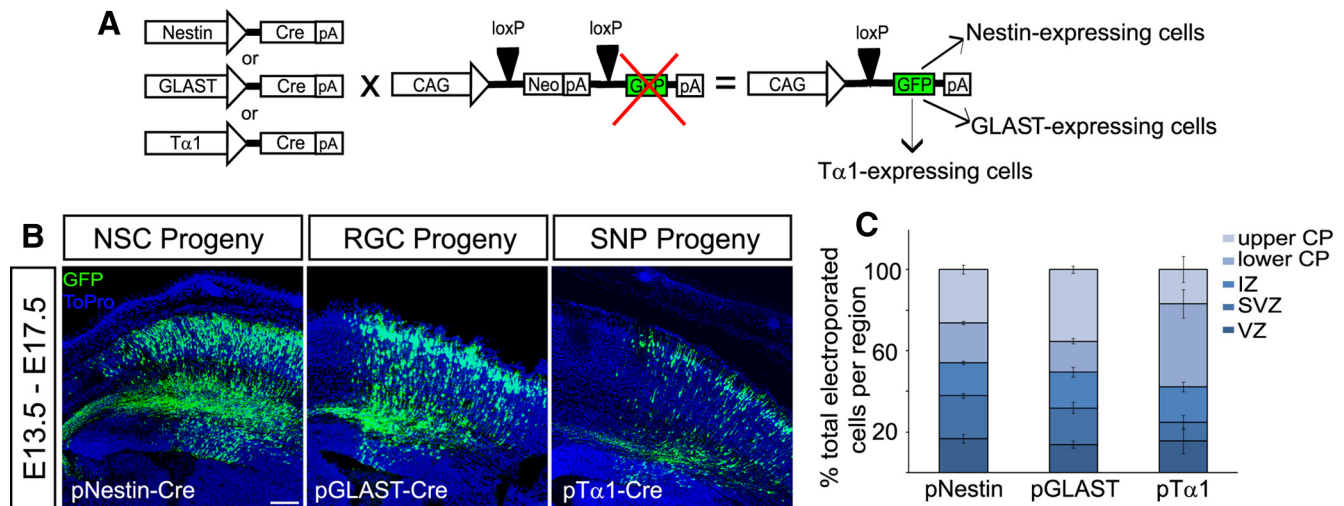 A
Nestin Cre pA
or
GLAST Cre pA
or
Tα1 Cre pA
X
loxP loxP
CAG Neo pA GFP pA
=
loxP
CAG GFP pA
Nestin-expressing cells
GLAST-expressing cells
Tα1-expressing cells
B
NSC Progeny RGC Progeny SNP Progeny
E13.5 - E17.5
GFP
ToPro
pNestin-Cre pGLAST-Cre pTα1-Cre
C
% total electroporated
cells per region
100
60
20
pNestin pGLAST pTα1
upper CP
lower CP
IZ
SVZ
VZ